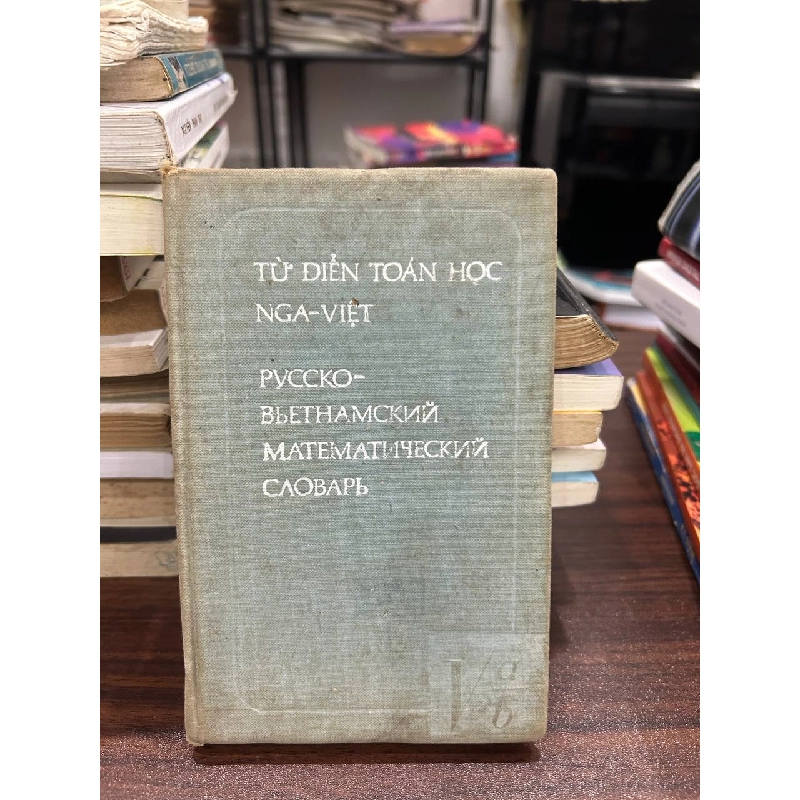 TỪ ĐIỂN TOÁN HỌC
NGA-VIỆT
РУССКО-
ВЬЕТНАМСКИЙ
МАТЕМАТИЧЕСКИЙ
СЛОВАРЬ
a
b